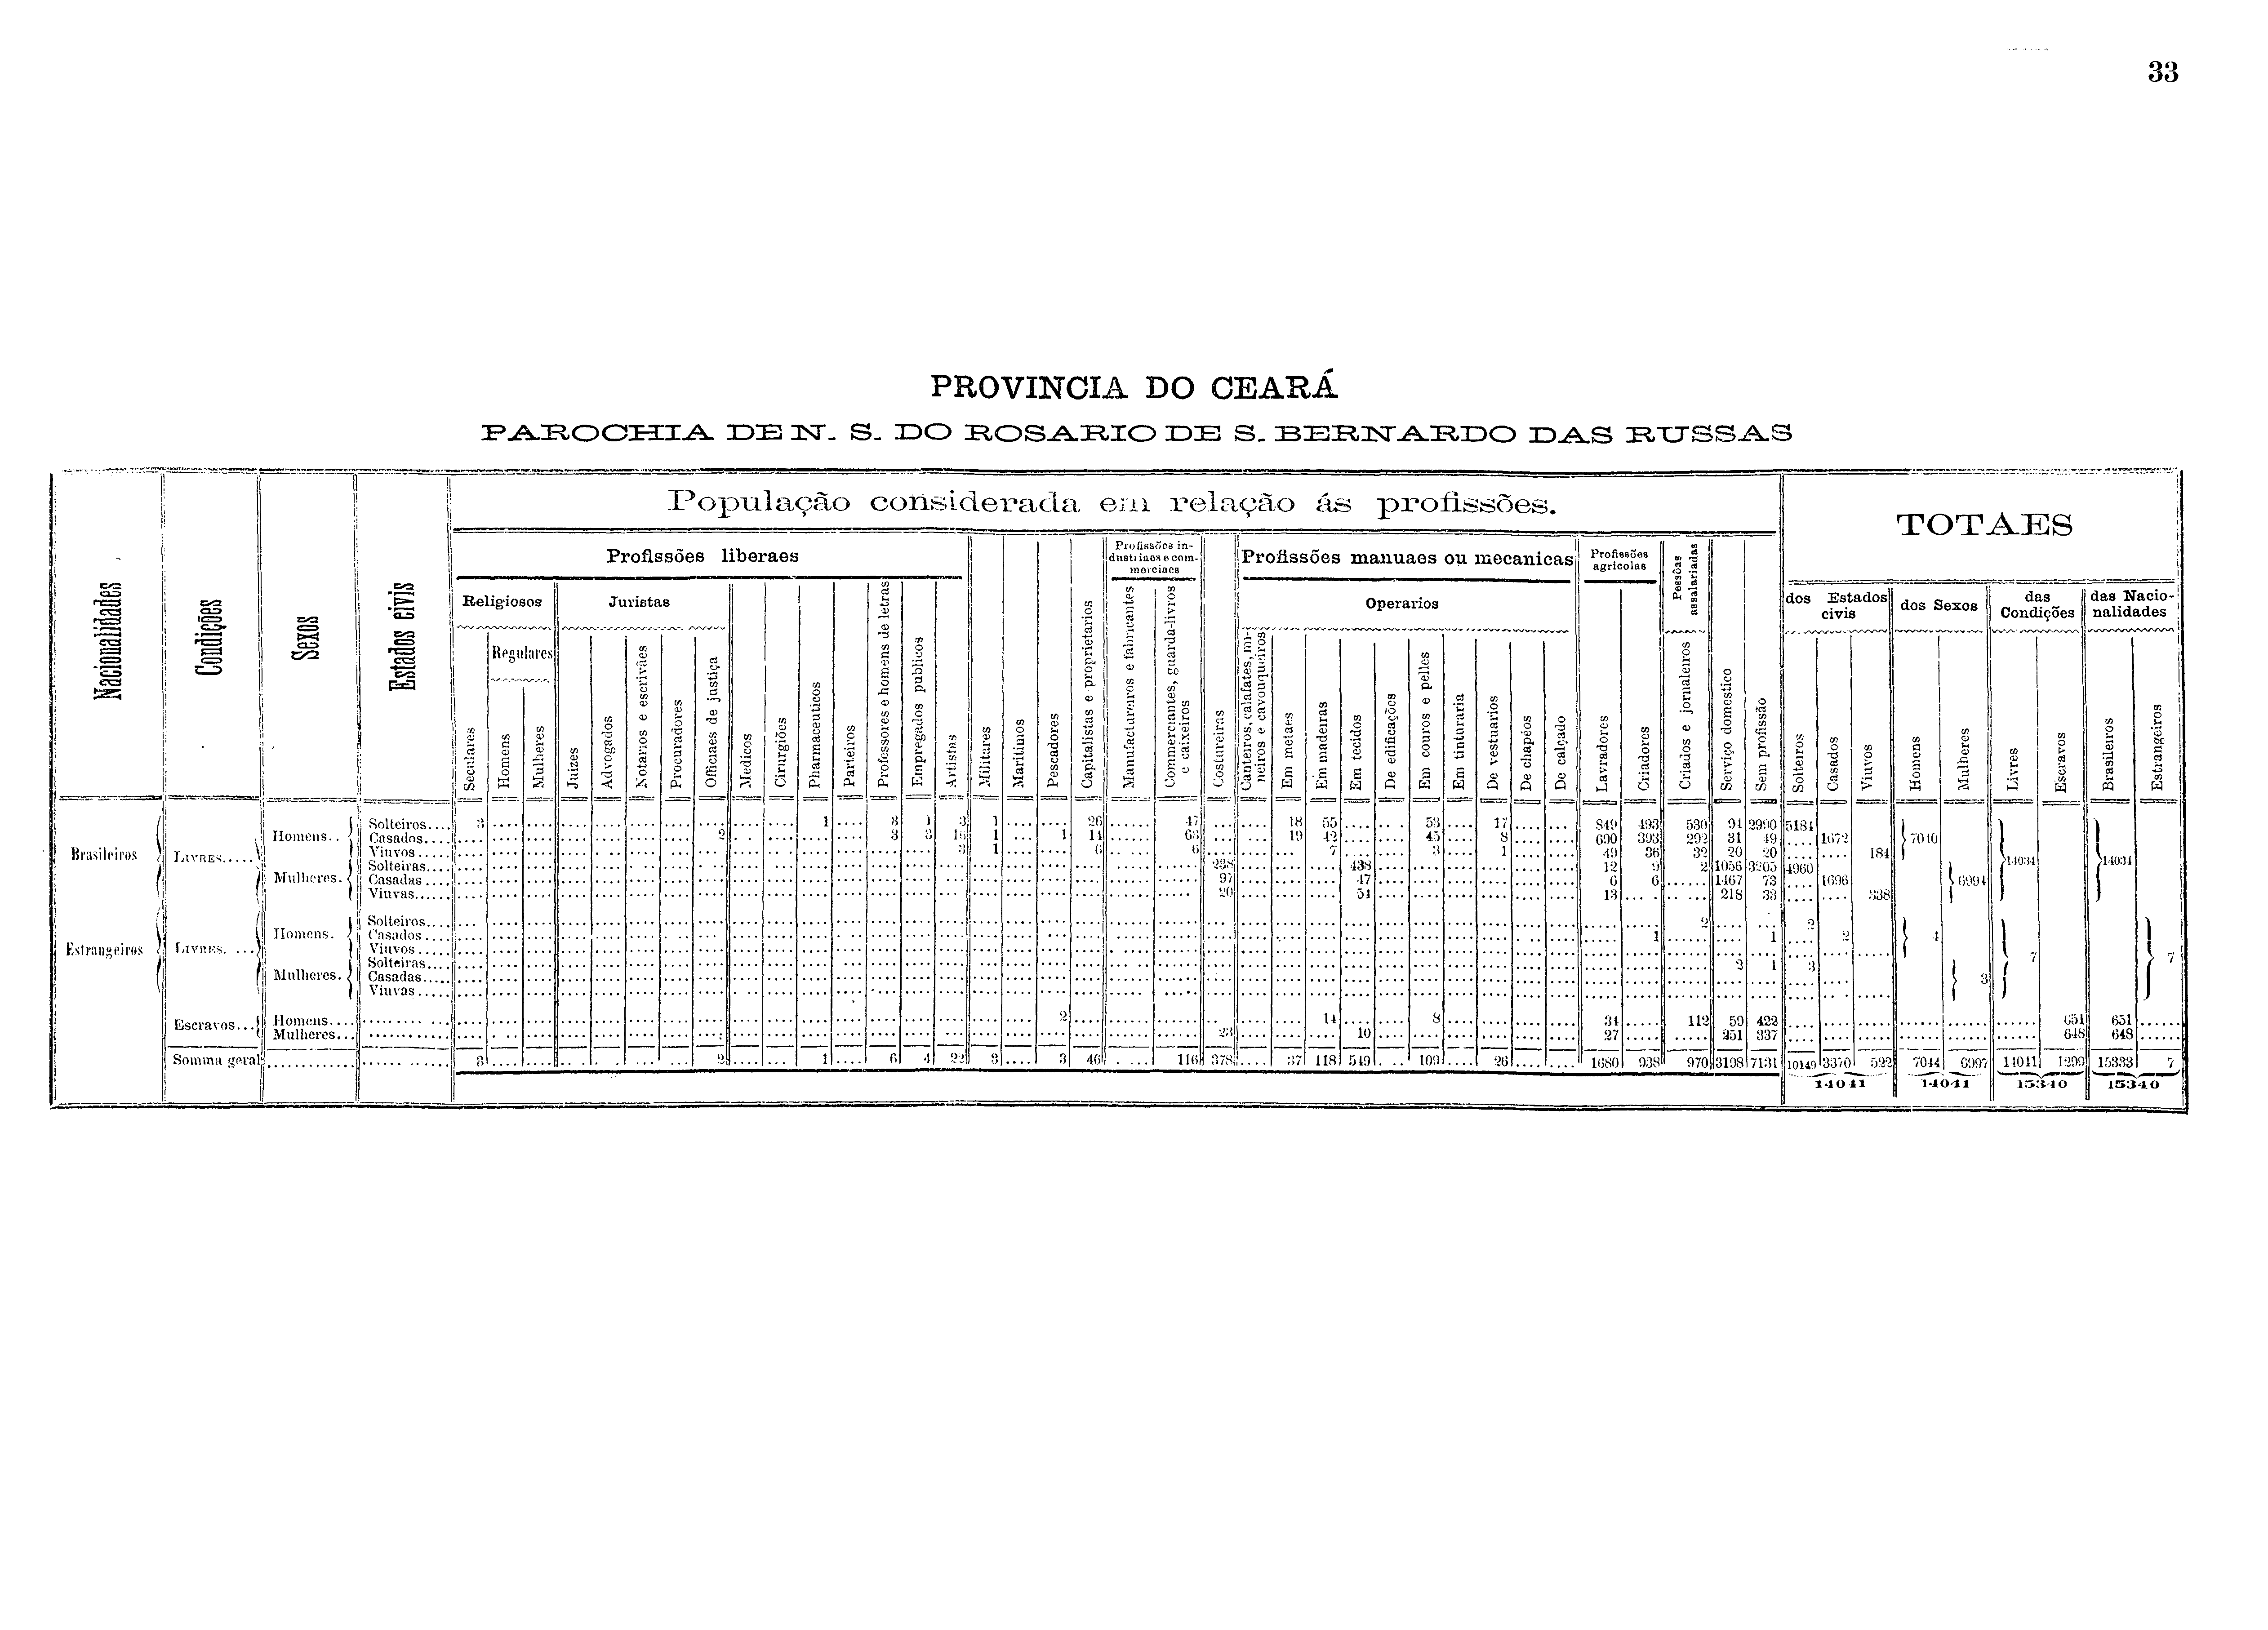 33
PROVINCIA DO CEARÁ
PAROCHIA DE N. S. DO ROSARIO DE S. BERNARDO DAS RUSSAS
Nacionalidades
Condições
Sexos
Estados civis
População considerada em relação ás profissões.
TOTAES
Profissões liberaes
Profissões industriaes e commerciaes
Profissões manuaes ou mecanicas
Profissões agricolas
Pessôas assalariadas
dos Estados civis
dos Sexos
das Condições
das Nacionalidades
Religiosos
Juristas
Operarios
Regulares
Seculares
Homens
Mulheres
Juizes
Advogados
Notarios e escrivães
Procuradores
Officiaes de justiça
Medicos
Cirurgiões
Pharmaceuticos
Parteiros
Professores e homens de letras
Empregados publicos
Artistas
Militares
Maritimos
Pescadores
Capitalistas e proprietarios
Manufactureiros e fabricantes
Commerciantes, guarda-livros e caixeiros
Costureiras
Canteiros, calafates, mineiros e cavouqueiros
Em metaes
Em madeiras
Em tecidos
De edificações
Em couros e pelles
Em tinturaria
De vestuarios
De chapéos
De calçado
Lavradores
Criadores
Criados e jornaleiros
Serviço domestico
Sem profissão
Solteiros
Casados
Viuvos
Homens
Mulheres
Livres
Escravos
Brasileiros
Estrangeiros
Brasileiros LIVRES..... Homens..
Solteiros.... 3 1 3 1 3 1 26 47 18 55 53 17 849 493 530 94 2990 5184
Casados.... 2 3 3 16 1 1 14 63 19 42 45 8 690 393 292 31 49 1672 7040
Viuvos..... 3 1 6 6 7 3 1 49 36 32 20 20 184 14034 14034
Mulheres.
Solteiras.... 438 12 9 2 1056 3205 4960
Casadas.... 97 47 6 6 1467 73 1696 6994
Viuvas...... 20 54 13 218 33 338
Estrangeiros LIVRES. .... Homens.
Solteiros.... 2 2
Casados.... 1 1 2 4
Viuvos..... 7 7
Mulheres.
Solteiras.... 2 1 3
Casadas..... 3
Viuvas.....
Escravos... Homens.... 2 14 8 34 112 59 422 651 651
Mulheres... 23 10 27 251 337 648 648
Somma geral 3 2 1 6 4 22 3 3 46 116 378 37 118 549 109 26 1680 938 970 3198 7131 10149 3370 522 7044 6997 14041 1299 15333 7
14041 14041 15340 15340